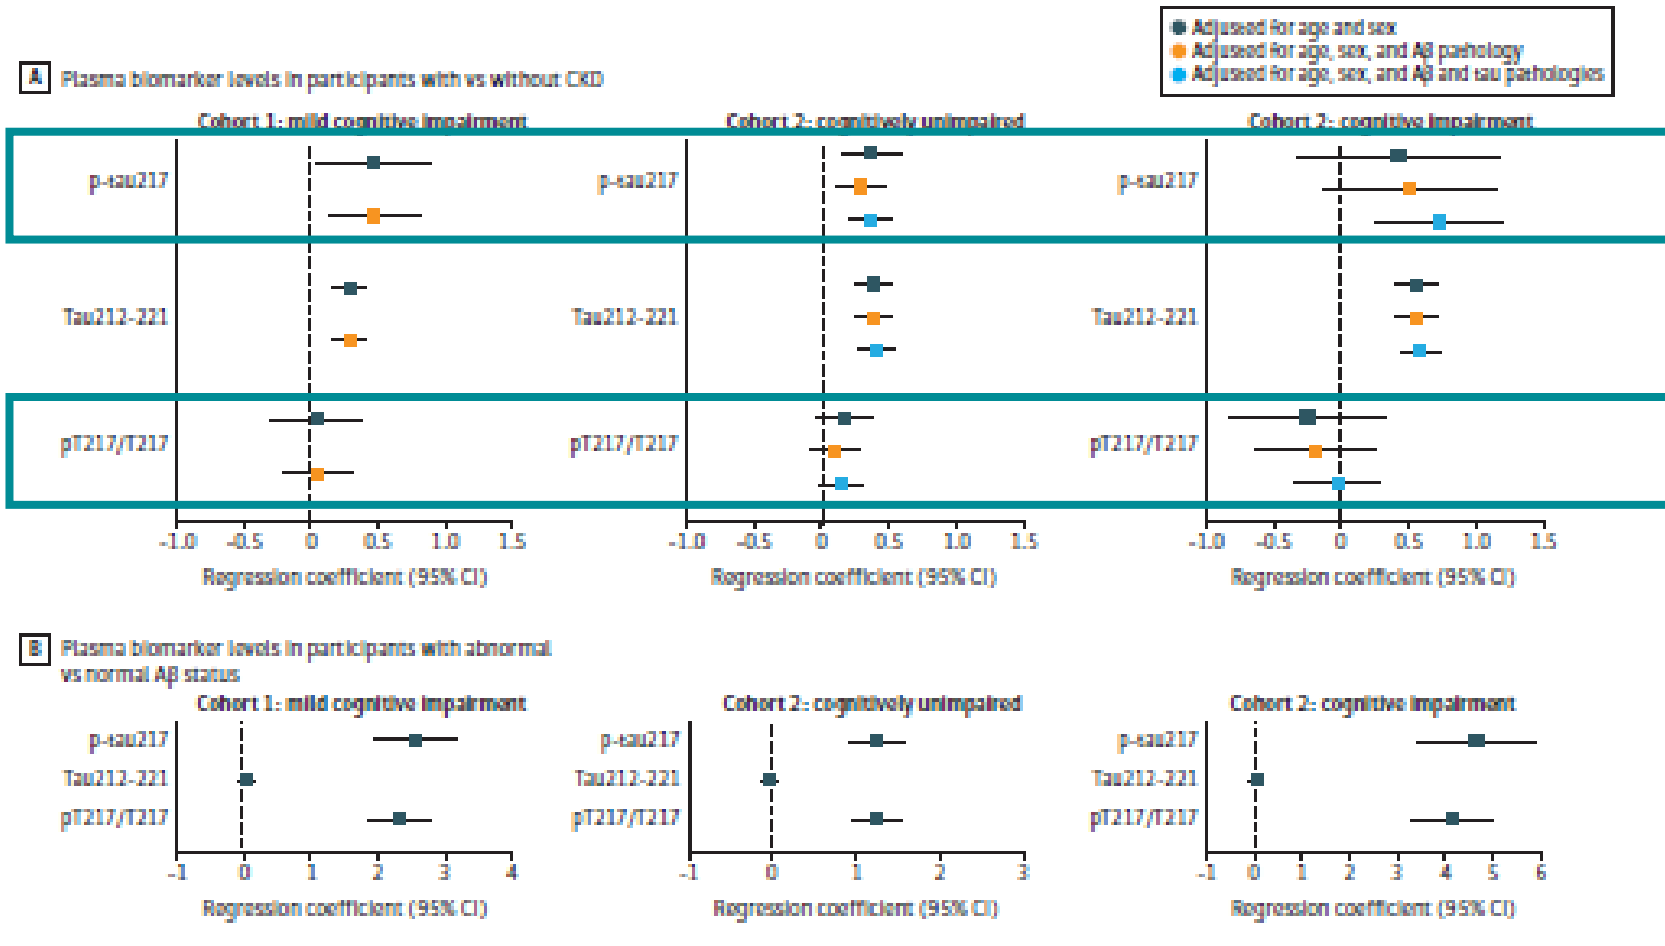 Adjusted for age and sex
Adjusted for age, sex, and Aβ pathology
Adjusted for age, sex, and Aβ and tau pathologies
A Plasma biomarker levels in participants with vs without CKD
Cohort 1: mild cognitive impairment
Cohort 2: cognitively unimpaired
Cohort 2: cognitive impairment
p-tau217
p-tau217
p-tau217
Tau212-221
Tau212-221
Tau212-221
pT217/T217
pT217/T217
pT217/T217
-1.0 -0.5 0 0.5 1.0 1.5
-1.0 -0.5 0 0.5 1.0 1.5
-1.0 -0.5 0 0.5 1.0 1.5
Regression coefficient (95% CI)
Regression coefficient (95% CI)
Regression coefficient (95% CI)
B Plasma biomarker levels in participants with abnormal
vs normal Aβ status
Cohort 1: mild cognitive impairment
Cohort 2: cognitively unimpaired
Cohort 2: cognitive impairment
p-tau217
p-tau217
p-tau217
Tau212-221
Tau212-221
Tau212-221
pT217/T217
pT217/T217
pT217/T217
-1 0 1 2 3 4
-1 0 1 2 3
-1 0 1 2 3 4 5 6
Regression coefficient (95% CI)
Regression coefficient (95% CI)
Regression coefficient (95% CI)